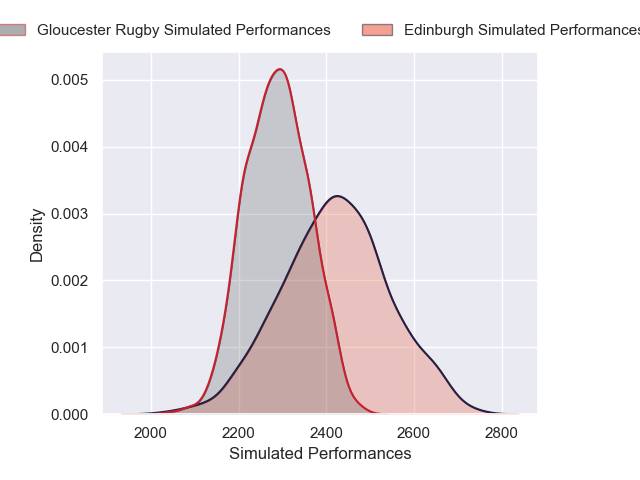 Gloucester Rugby Simulated Performances Edinburgh Simulated Performances
0.005
0.004
0.003
0.002
0.001
0.000
Density
2000 2200 2400 2600 2800
Simulated Performances